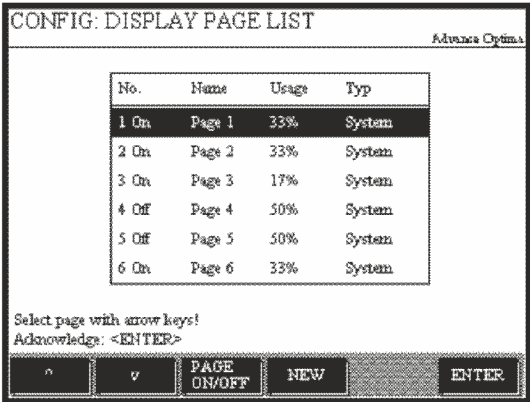 CONFIG: DISPLAY PAGE LIST
Advance Optima
No. Name Usage Typ
1 On Page 1 33% System
2 On Page 2 33% System
3 On Page 3 17% System
4 Off Page 4 50% System
5 Off Page 5 50% System
6 On Page 6 33% System
Select page with arrow keys!
Acknowledge: <ENTER>
^ v PAGE ON/OFF NEW ENTER